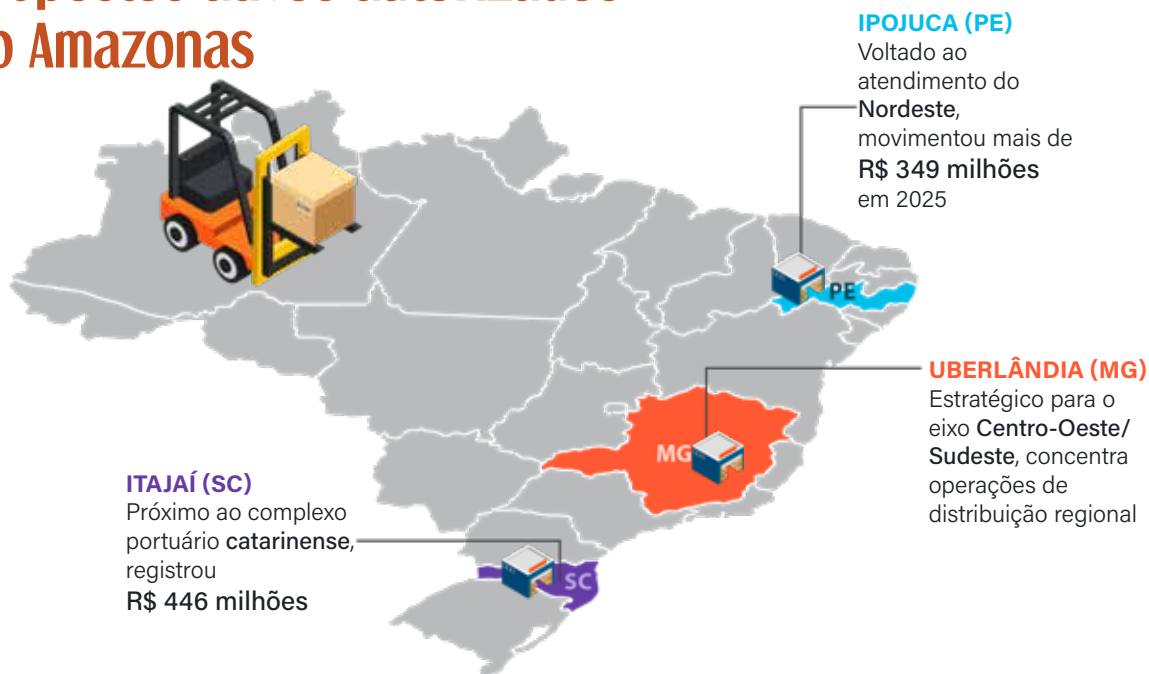 ativos autorizados
Amazonas
IPOJUCA (PE)
Voltado ao
atendimento do
Nordeste,
movimentou mais de
R$ 349 milhões
em 2025
PE
UBERLÂNDIA (MG)
Estratégico para o
eixo Centro-Oeste/
Sudeste, concentra
operações de
distribuição regional
MG
ITAJAÍ (SC)
Próximo ao complexo
portuário catarinense,
registrou
R$ 446 milhões
SC